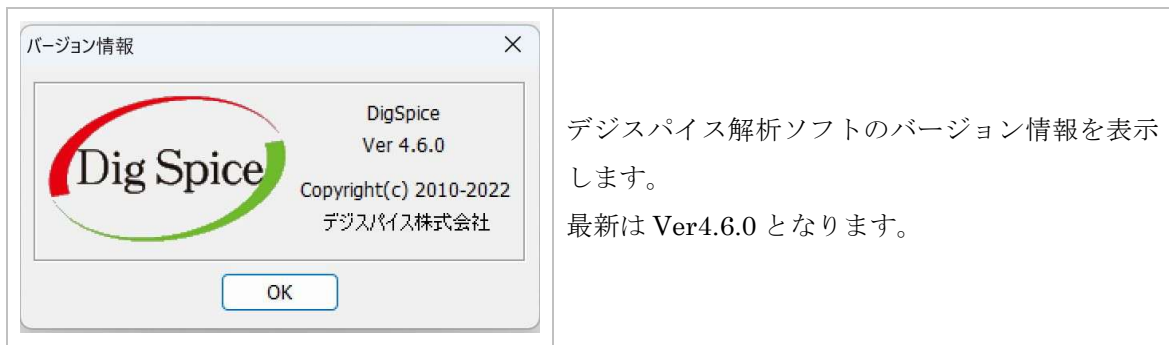 バージョン情報
Dig Spice
DigSpice
Ver 4.6.0
Copyright(c) 2010-2022
デジスパイス株式会社
OK
デジスパイス解析ソフトのバージョン情報を表示
します。
最新は Ver4.6.0 となります。